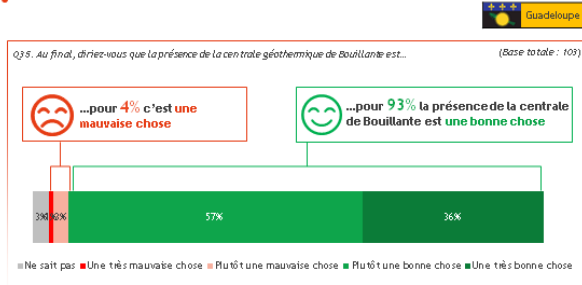 Guadeloupe
Q35. Au final, diriez-vous que la présence de la centrale géothermique de Bouillante est... (Base totale : 103)
...pour 4% c'est une
mauvaise chose
...pour 93% la présence de la centrale
de Bouillante est une bonne chose
3% 1% 3% 57% 36%
Ne sait pas Une très mauvaise chose Plutôt une mauvaise chose Plutôt une bonne chose Une très bonne chose